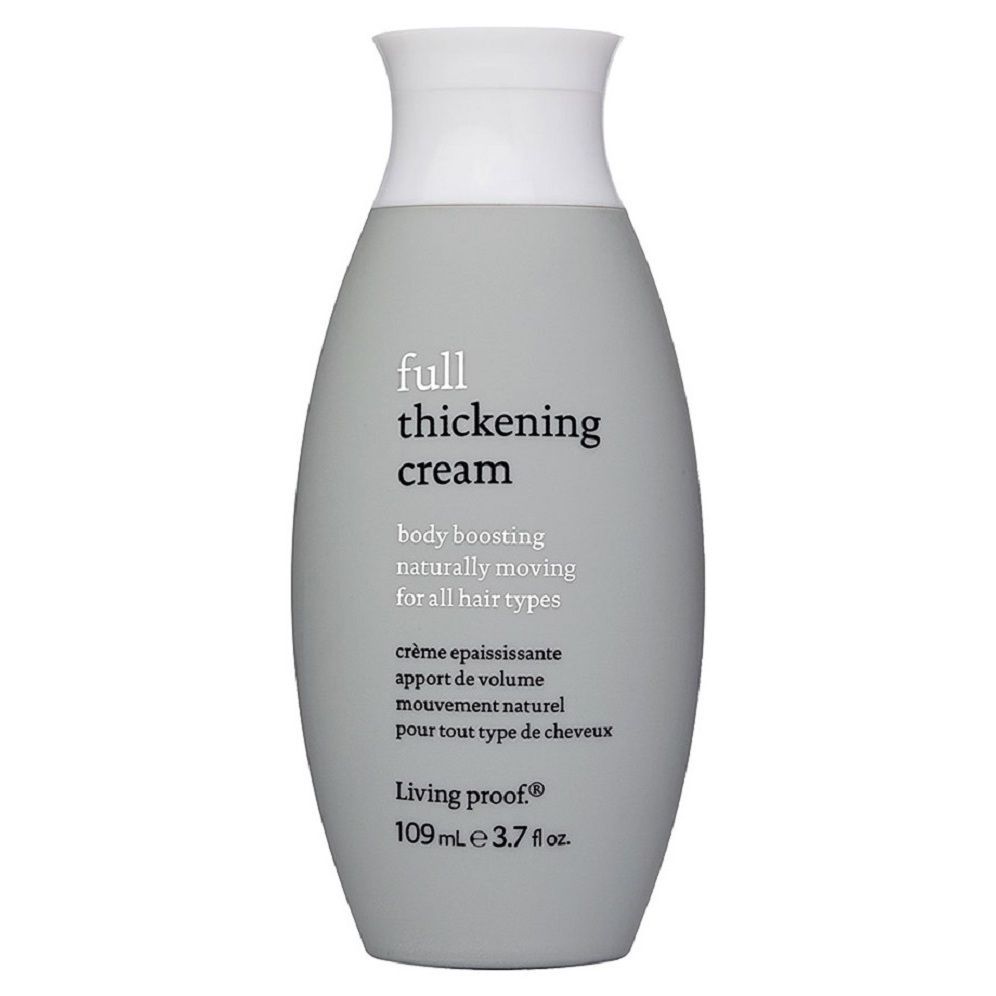 full
thickening
cream
body boosting
naturally moving
for all hair types
crème epaississante
apport de volume
mouvement naturel
pour tout type de cheveux
Living proof.®
109 mL e 3.7 fl oz.